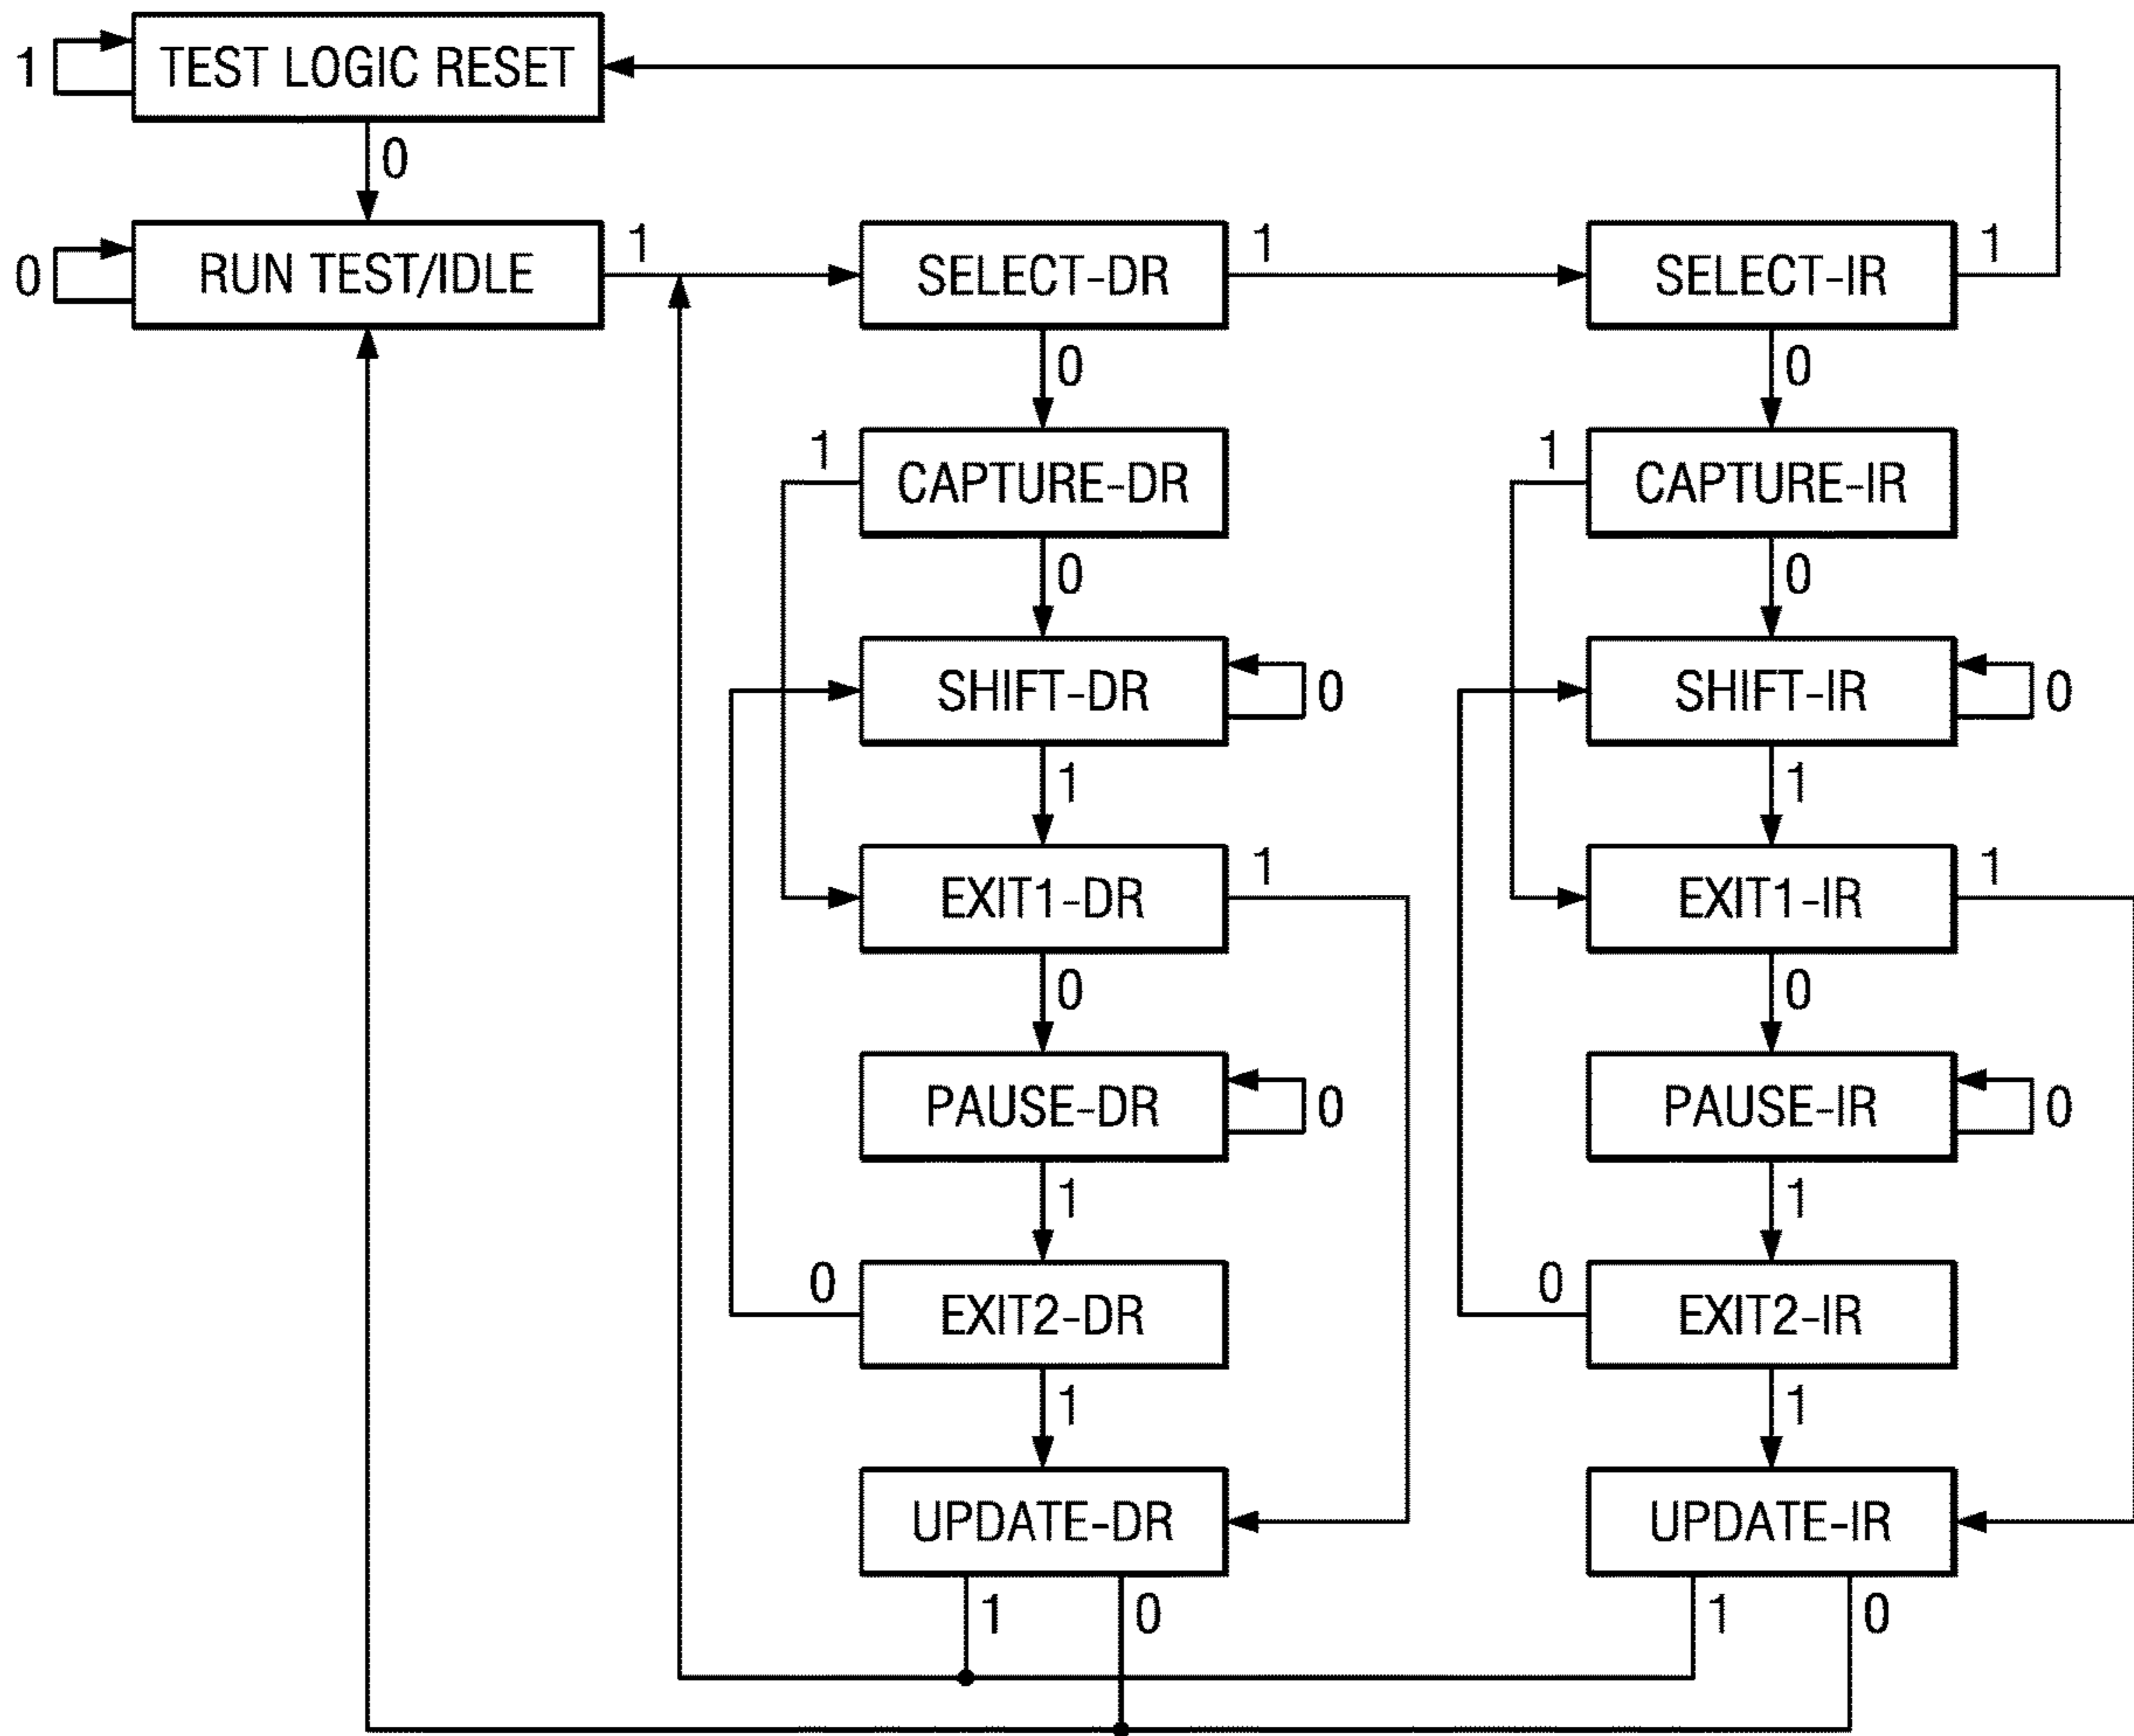 1
TEST LOGIC RESET
0
0
RUN TEST/IDLE
1
SELECT-DR
1
SELECT-IR
1
0
0
1
CAPTURE-DR
1
CAPTURE-IR
0
0
SHIFT-DR
0
SHIFT-IR
0
1
1
EXIT1-DR
1
EXIT1-IR
1
0
0
PAUSE-DR
0
PAUSE-IR
0
1
1
0
EXIT2-DR
0
EXIT2-IR
1
1
UPDATE-DR
UPDATE-IR
1
0
1
0